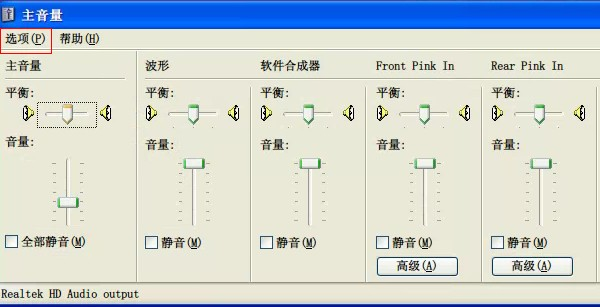 主音量
选项(P) 帮助(H)
主音量 波形 软件合成器 Front Pink In Rear Pink In
平衡: 平衡: 平衡: 平衡: 平衡:
音量: 音量: 音量: 音量: 音量:
全部静音(M) 静音(M) 静音(M) 静音(M) 静音(M)
高级(A) 高级(A)
Realtek HD Audio output